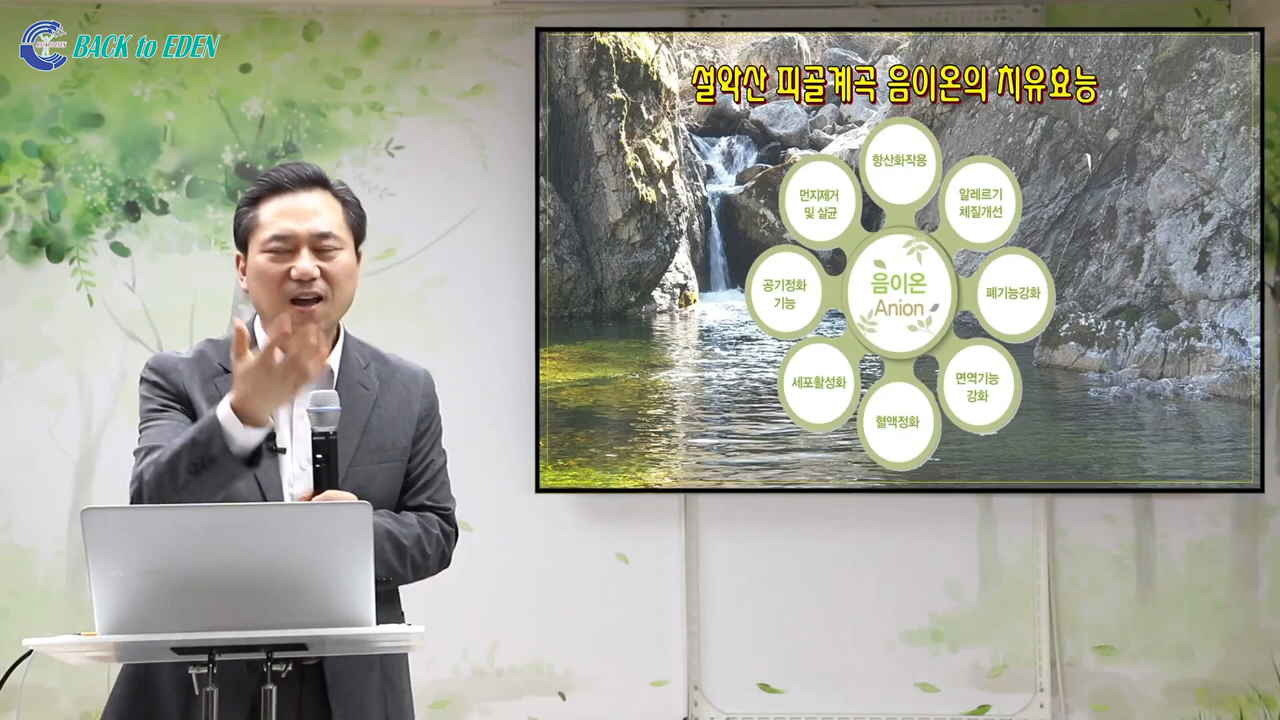 BACK to EDEN
설악산 피골계곡 음이온의 치유효능
항산화작용
먼지제거
및 살균
알레르기
체질개선
공기정화
기능
음이온
Anion
폐기능강화
세포활성화
면역기능
강화
혈액정화